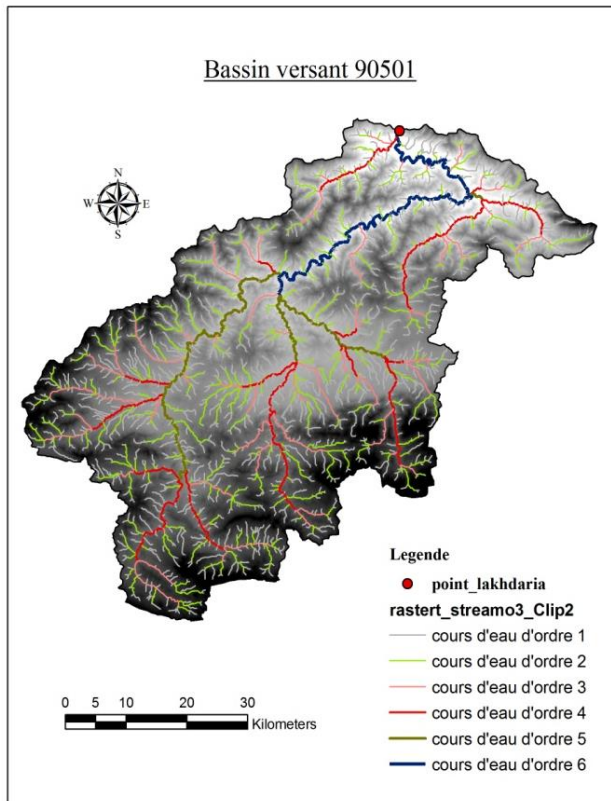 Bassin versant 90501
N
W E
S
Legende
point_lakhdaria
rastert_streamo3_Clip2
cours d'eau d'ordre 1
cours d'eau d'ordre 2
cours d'eau d'ordre 3
cours d'eau d'ordre 4
cours d'eau d'ordre 5
cours d'eau d'ordre 6
0 5 10 20 30
Kilometers